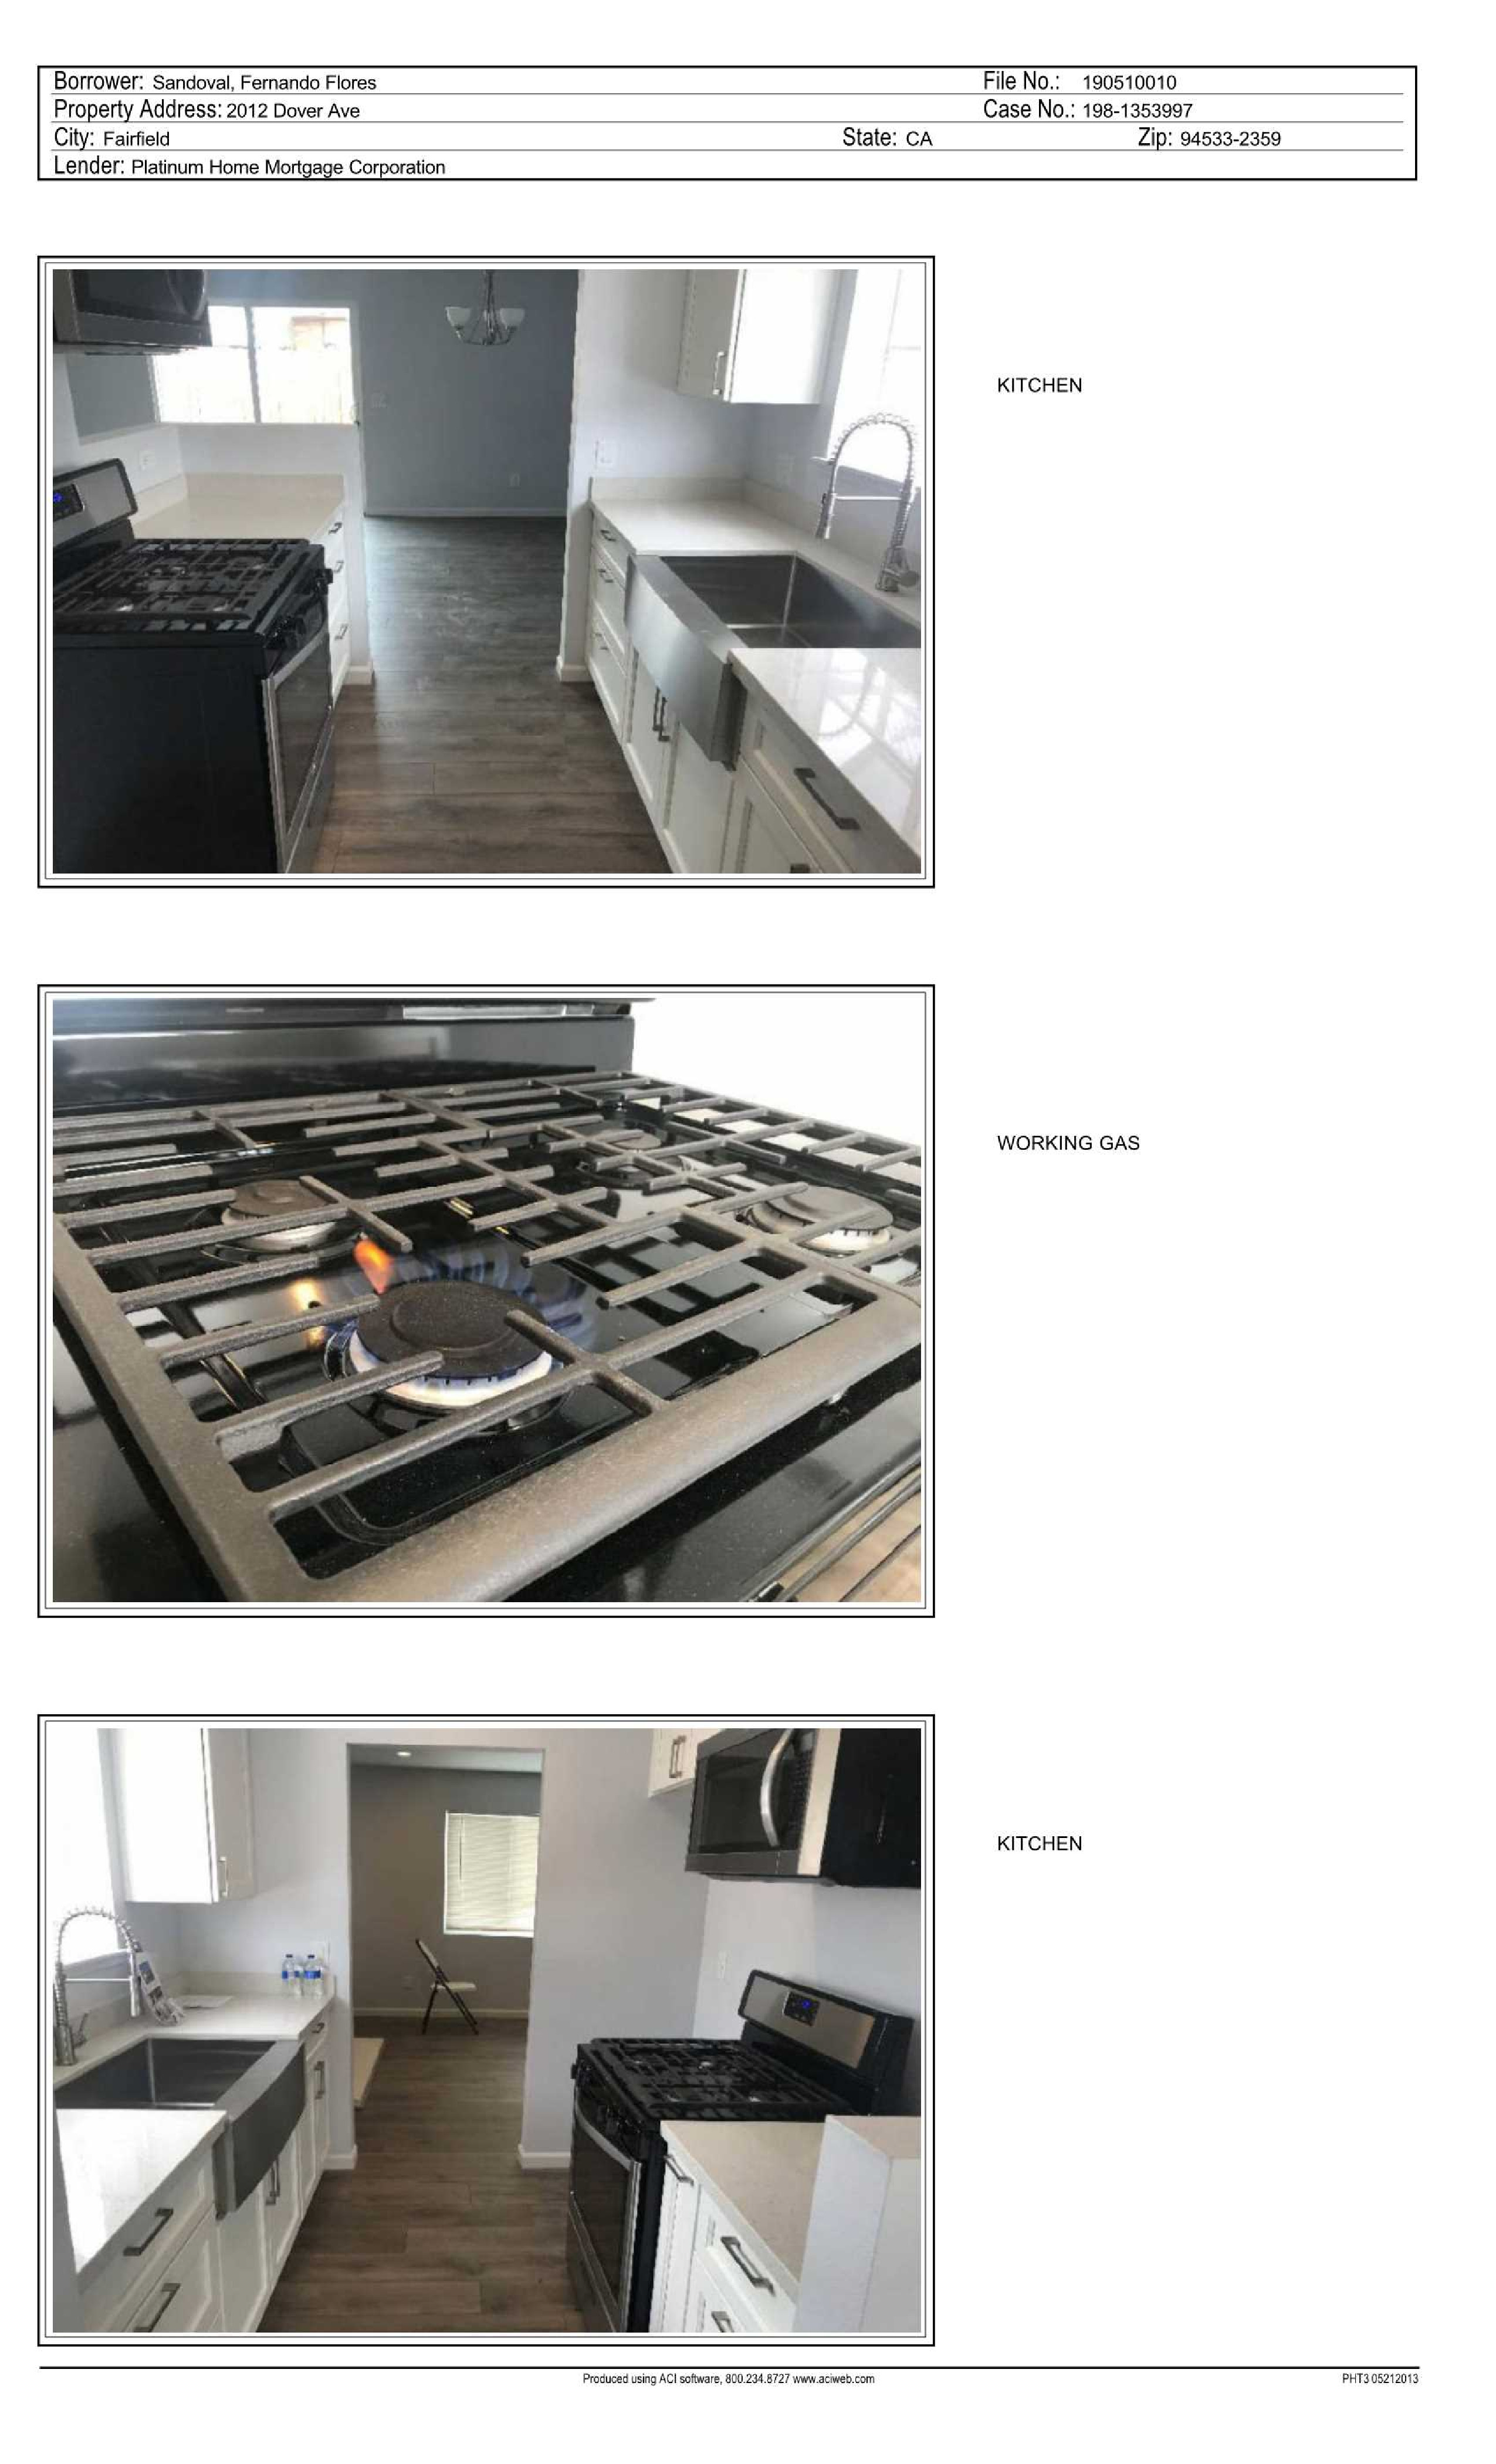 Borrower: Sandoval, Fernando Flores File No.: 190510010
Property Address: 2012 Dover Ave Case No.: 198-1353997
City: Fairfield State: CA Zip: 94533-2359
Lender: Platinum Home Mortgage Corporation
KITCHEN
WORKING GAS
KITCHEN
Produced using ACI software, 800.234.8727 www.aciweb.com PHT3 05212013